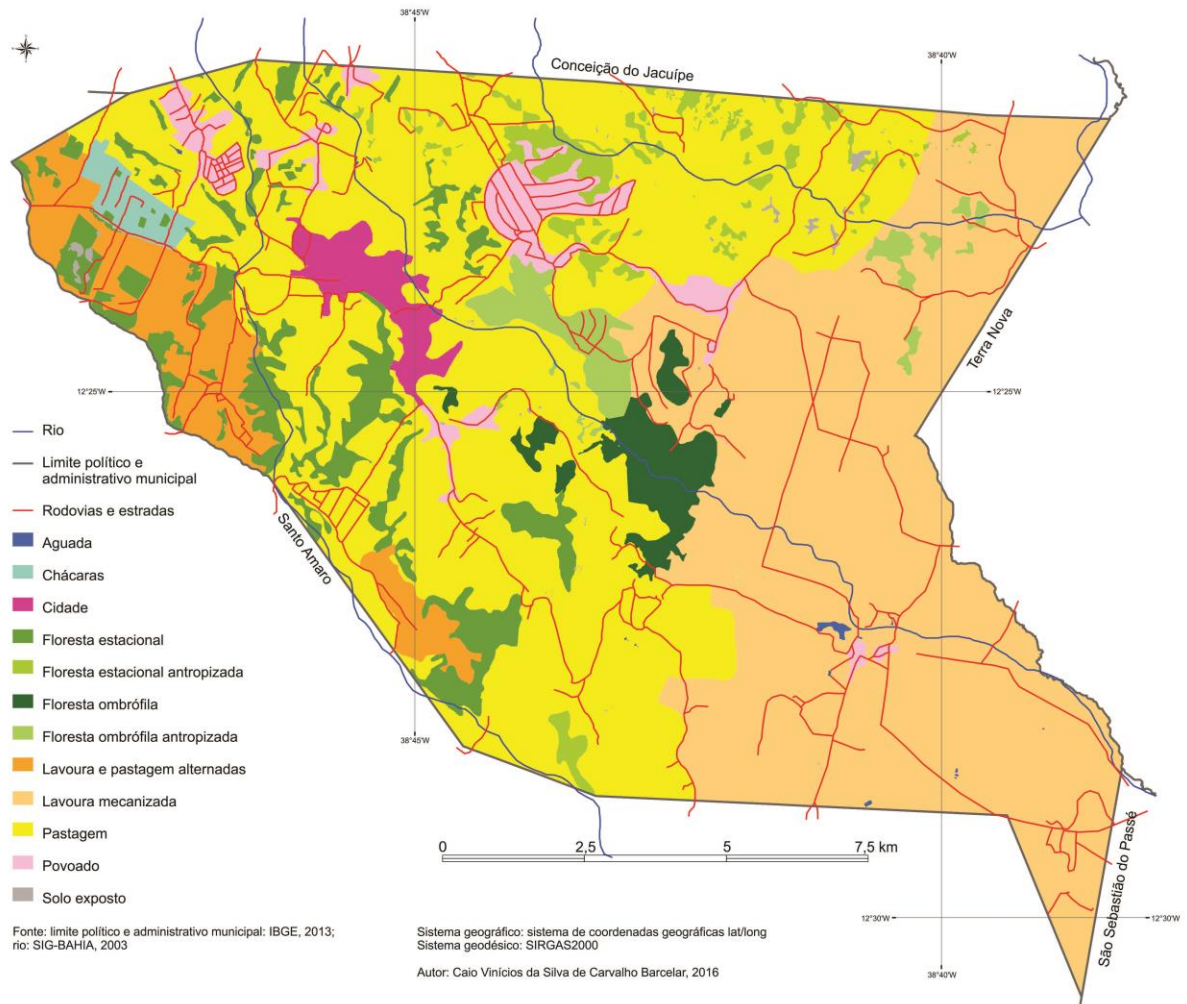 38°45'W
38°40'W
Conceição do Jacuípe
Terra Nova
12°25'W
12°25'W
Santo Amaro
Rio
Limite político e
administrativo municipal
Rodovias e estradas
Aguada
Chácaras
Cidade
Floresta estacional
Floresta estacional antropizada
Floresta ombrófila
Floresta ombrófila antropizada
Lavoura e pastagem alternadas
Lavoura mecanizada
Pastagem
Povoado
Solo exposto
38°45'W
0 2,5 5 7,5 km
São Sebastião do Passé
12°30'W
12°30'W
38°40'W
Fonte: limite político e administrativo municipal: IBGE, 2013;
rio: SIG-BAHIA, 2003
Sistema geográfico: sistema de coordenadas geográficas lat/long
Sistema geodésico: SIRGAS2000
Autor: Caio Vinícios da Silva de Carvalho Barcelar, 2016